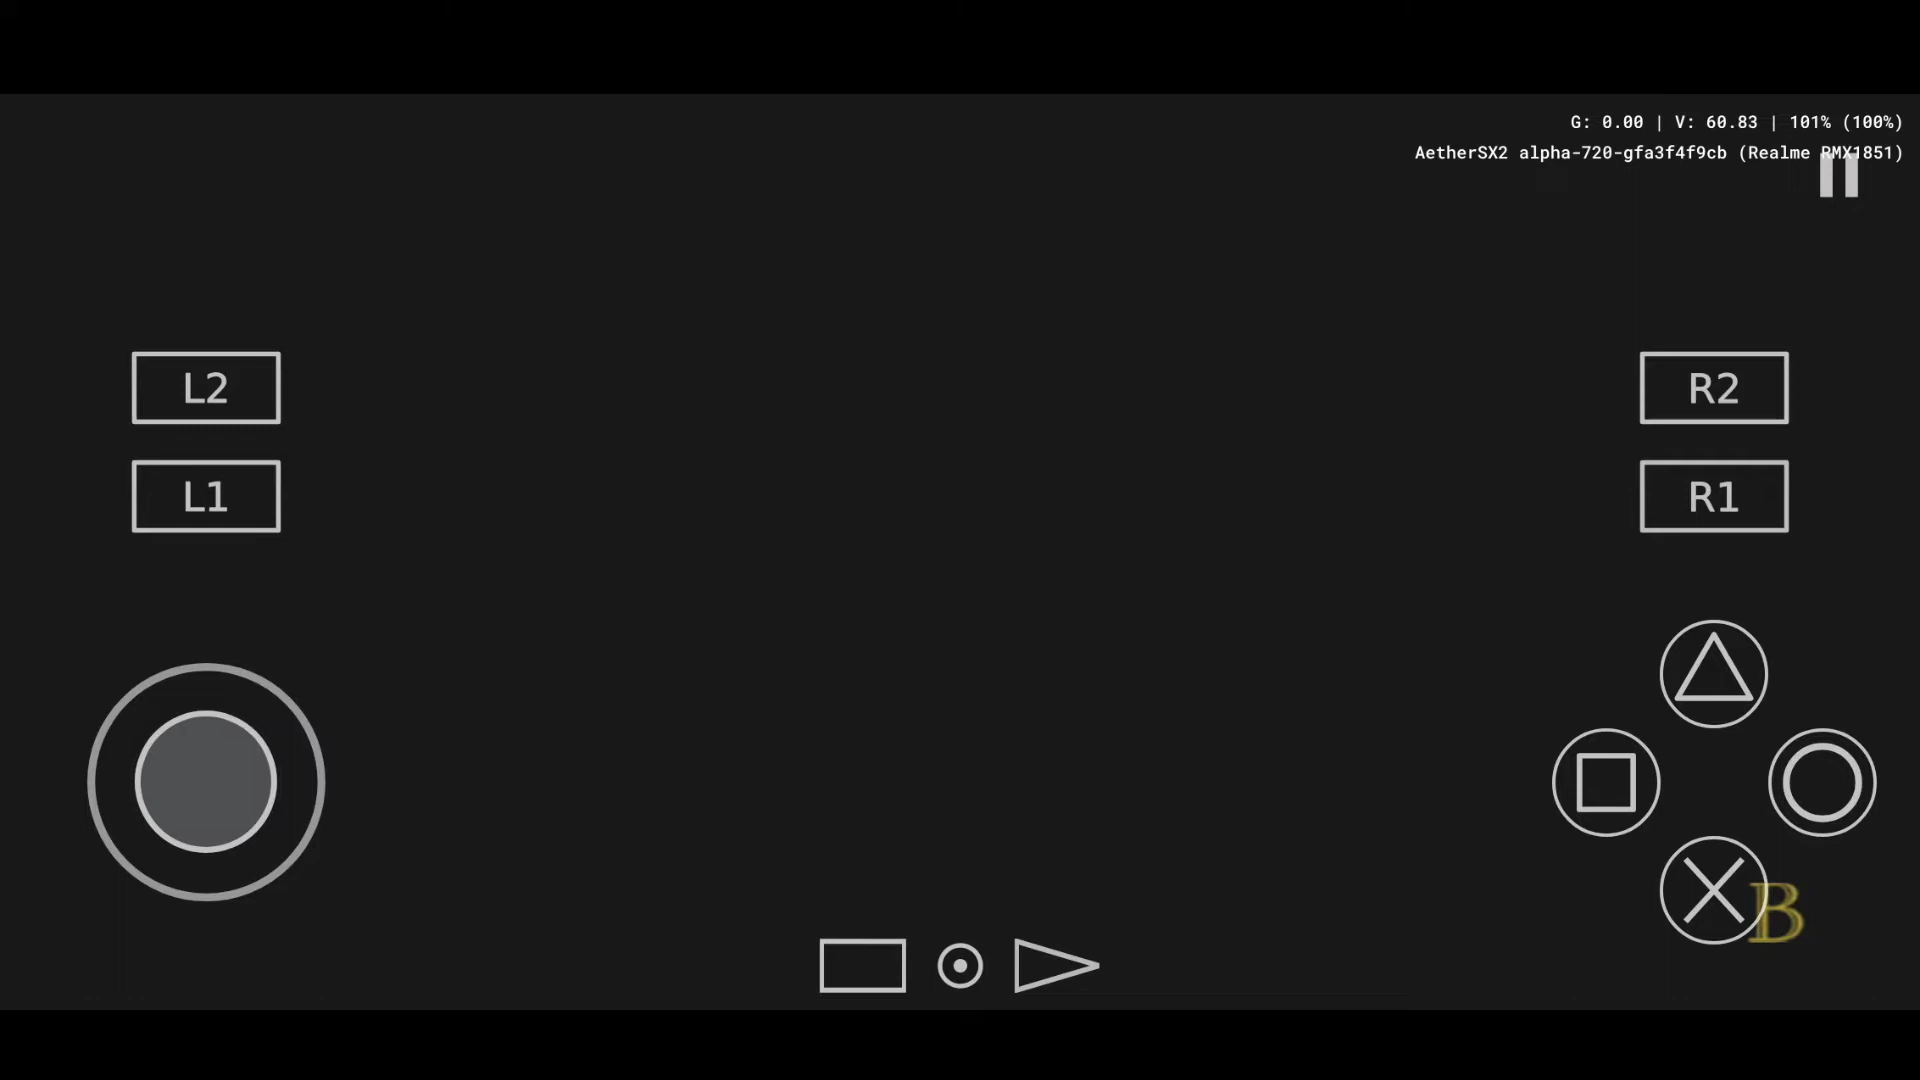 G: 0.00 | V: 60.83 | 101% (100%)
AetherSX2 alpha-720-gfa3f4f9cb (Realme RMX1851)
L2
R2
L1
R1
B